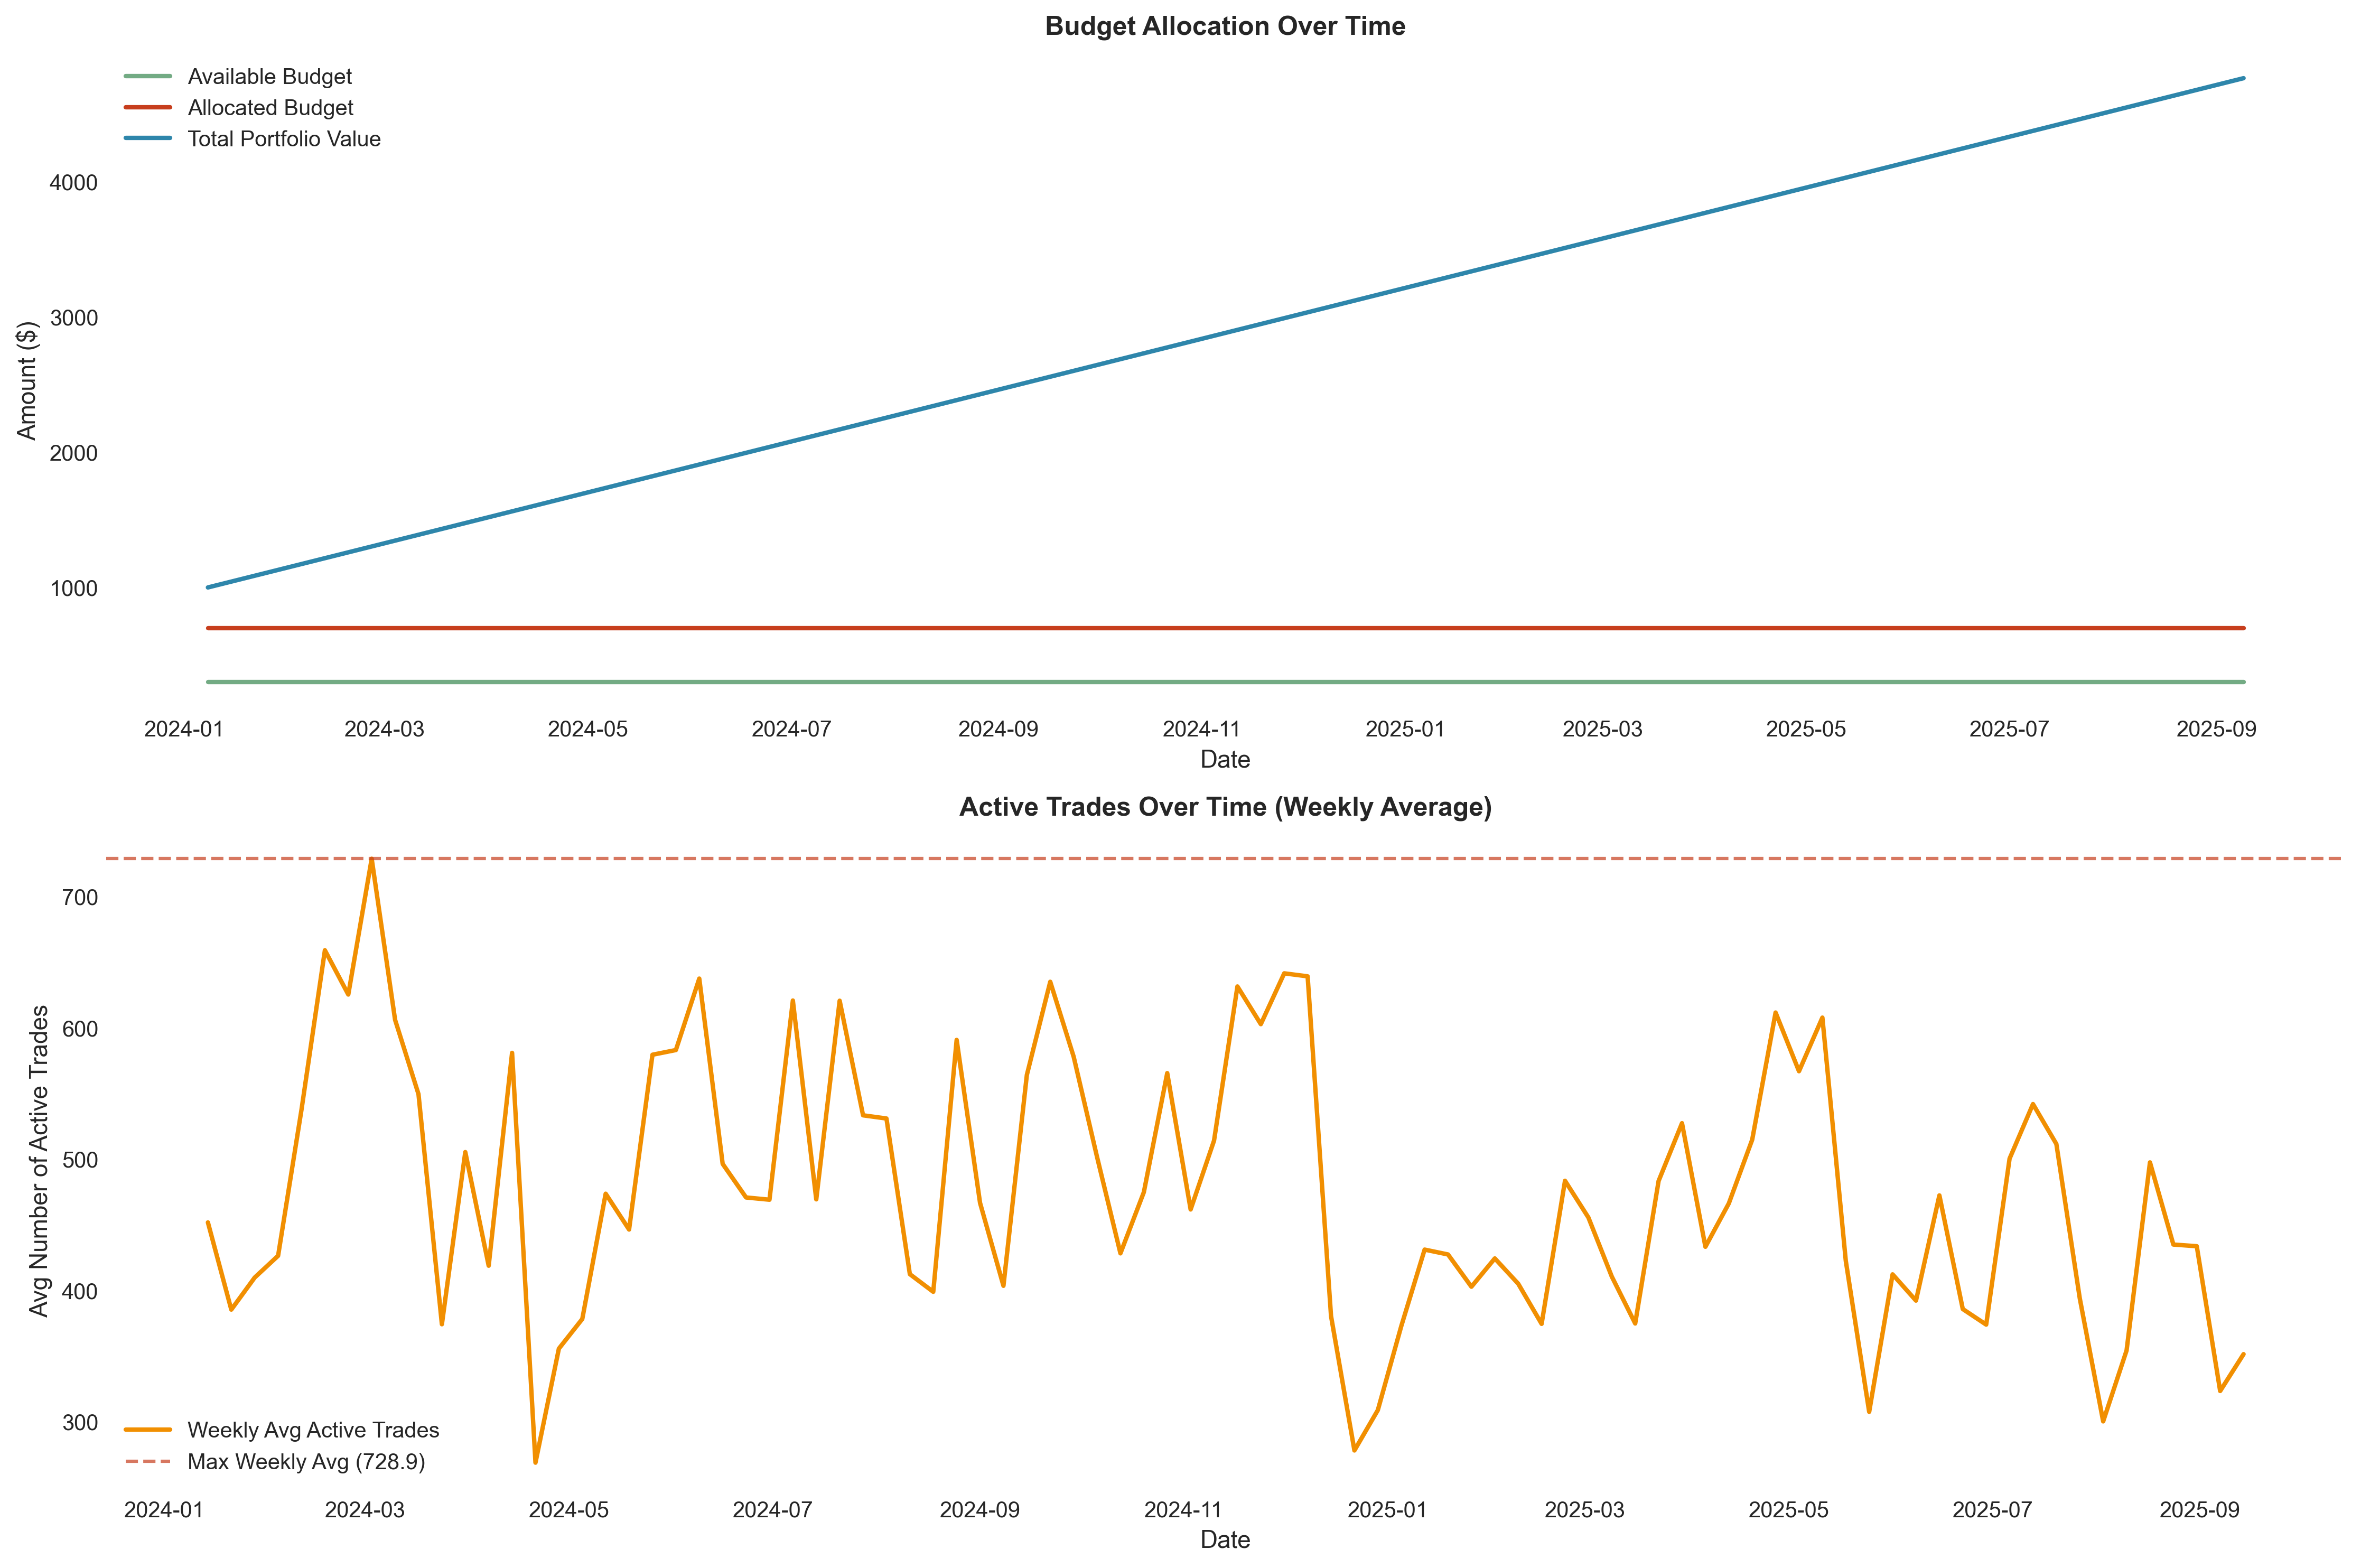 Budget Allocation Over Time
Available Budget
Allocated Budget
Total Portfolio Value
Amount ($)
4000
3000
2000
1000
2024-01 2024-03 2024-05 2024-07 2024-09 2024-11 2025-01 2025-03 2025-05 2025-07 2025-09
Date
Active Trades Over Time (Weekly Average)
Avg Number of Active Trades
700
600
500
400
300
Weekly Avg Active Trades
Max Weekly Avg (728.9)
2024-01 2024-03 2024-05 2024-07 2024-09 2024-11 2025-01 2025-03 2025-05 2025-07 2025-09
Date